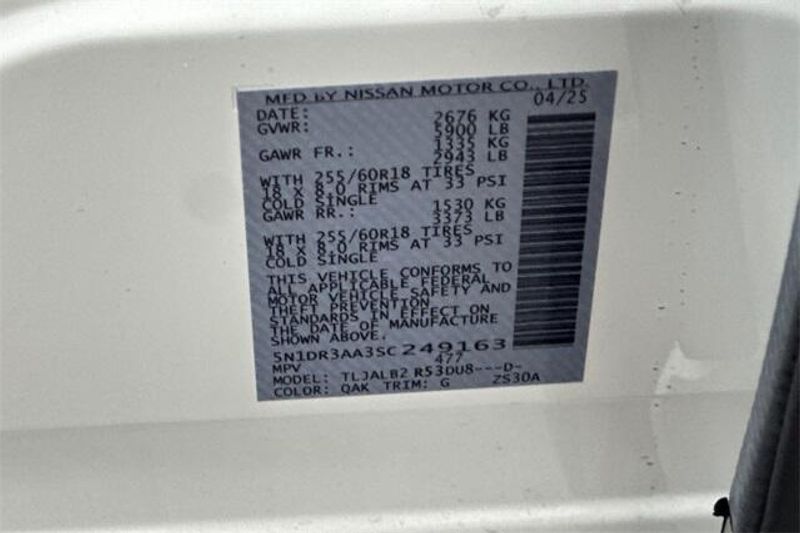 MFD BY NISSAN MOTOR CO., LTD.
DATE: 04/25
GVWR: 2676 KG
5900 LB
GAWR FR.: 1335 KG
2943 LB
WITH 255/60R18 TIRES
18 X 8.0 RIMS AT 33 PSI
COLD SINGLE
GAWR RR.: 1530 KG
3373 LB
WITH 255/60R18 TIRES
18 X 8.0 RIMS AT 33 PSI
COLD SINGLE
THIS VEHICLE CONFORMS TO
ALL APPLICABLE FEDERAL
MOTOR VEHICLE SAFETY AND
THEFT PREVENTION
STANDARDS IN EFFECT ON
THE DATE OF MANUFACTURE
SHOWN ABOVE.
5N1DR3AA3SC249163
MPV 477
MODEL: TLJALB2 R53DU8---D-
COLOR: QAK TRIM: G ZS30A